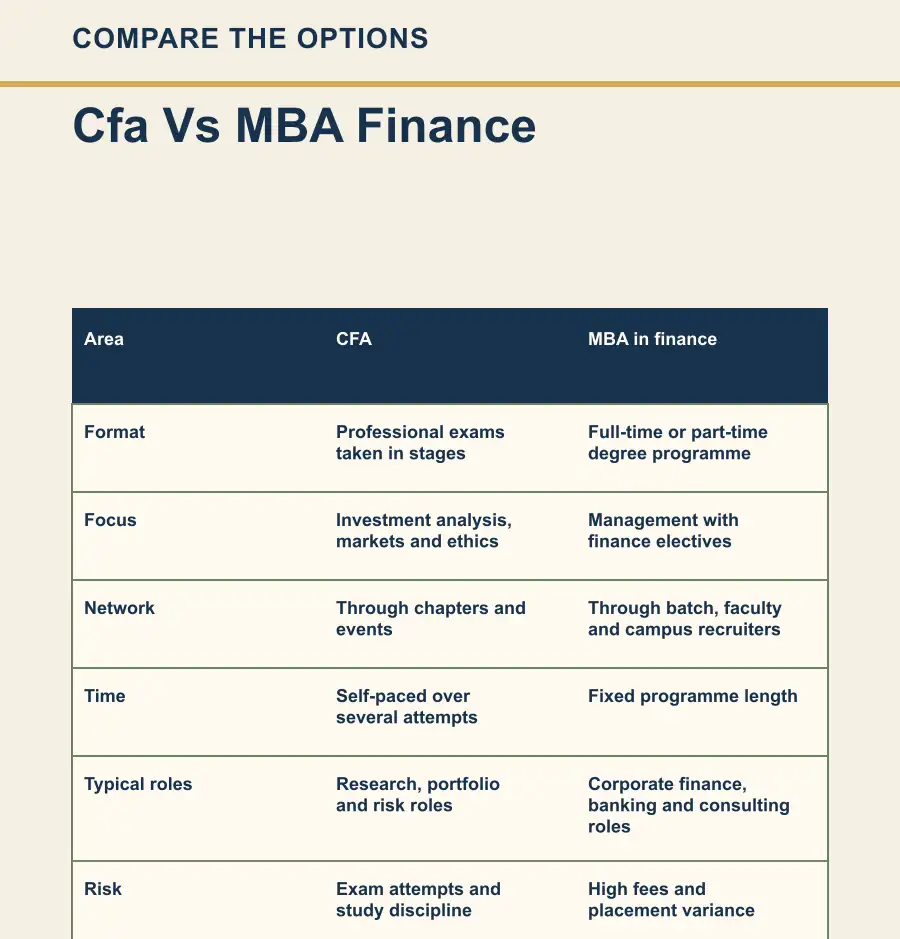 COMPARE THE OPTIONS
Cfa Vs MBA Finance
Area CFA MBA in finance
Format Professional exams Full-time or part-time
taken in stages degree programme
Focus Investment analysis, Management with
markets and ethics finance electives
Network Through chapters and Through batch, faculty
events and campus recruiters
Time Self-paced over Fixed programme length
several attempts
Typical roles Research, portfolio Corporate finance,
and risk roles banking and consulting
roles
Risk Exam attempts and High fees and
study discipline placement variance